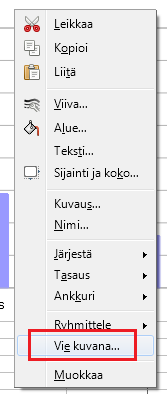 Leikkaa
Kopioi
Liitä
Viiva...
Alue...
Teksti...
Sijainti ja koko...
Kuvaus...
Nimi...
Järjestä
Tasaus
Ankkuri
Ryhmittele
Vie kuvana...
Muokkaa
s